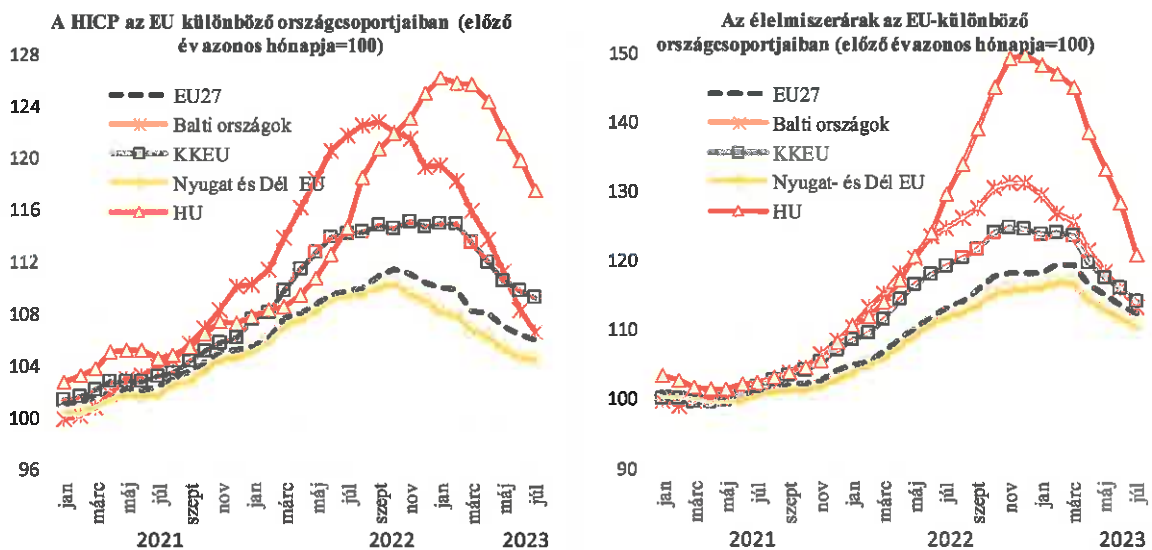 A HICP az EU különböző országcsoportjaiban (előző
év azonos hónapja=100)
128
124
120
116
112
108
104
100
96
EU27
Balti országok
KKEU
Nyugat és Dél EU
HU
jan
márc
máj
júl
szept
nov
jan
márc
máj
júl
szept
nov
jan
márc
máj
júl
2021
2022
2023
Az élelmiszerárak az EU-különböző
országcsoportjaiban (előző év azonos hónapja=100)
150
140
130
120
110
100
90
EU27
Balti országok
KKEU
Nyugat- és Dél EU
HU
jan
márc
máj
júl
szept
nov
jan
márc
máj
júl
szept
nov
jan
márc
máj
júl
2021
2022
2023